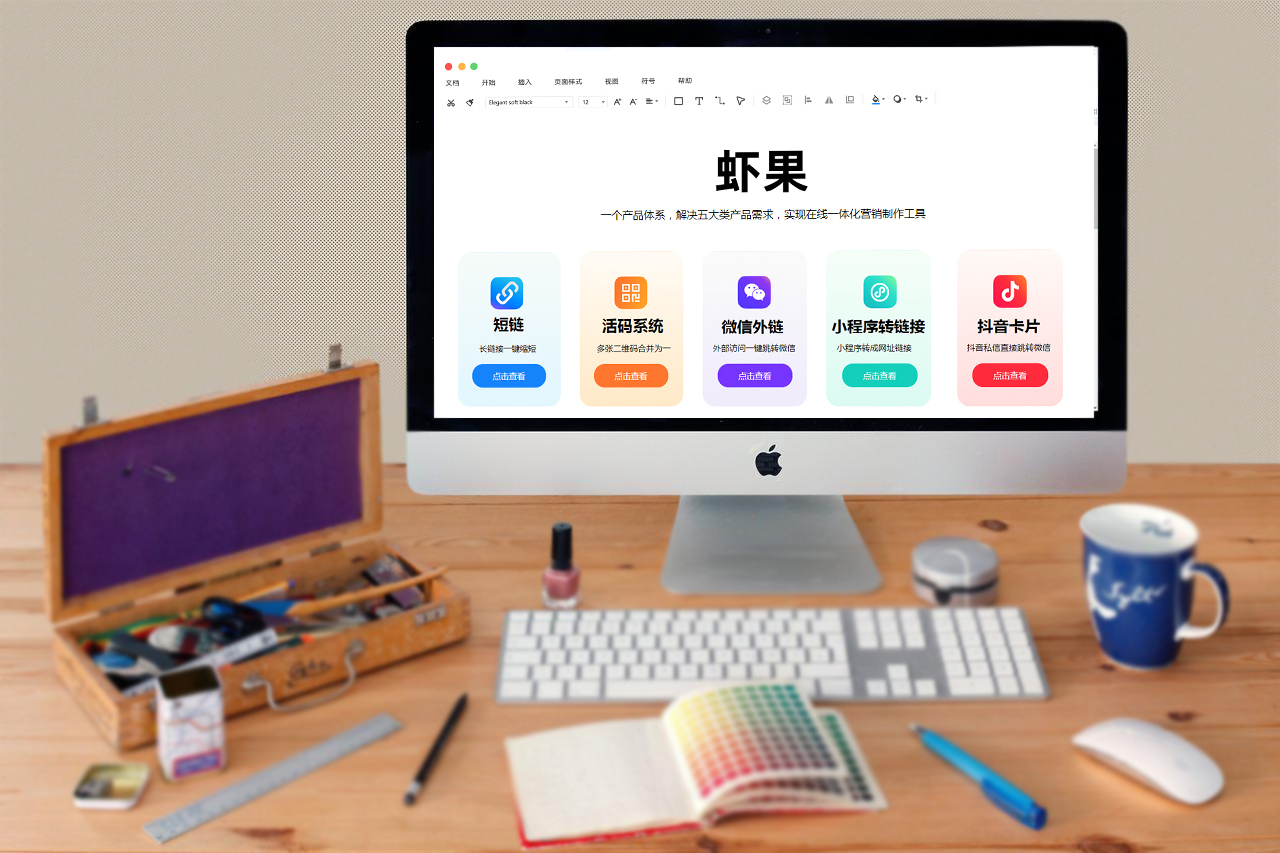 文档 开始 插入 页面样式 视图 符号 帮助
Elegant soft black 12
虾果
一个产品体系，解决五大类产品需求，实现在线一体化营销制作工具
短链
长链接一键缩短
点击查看
活码系统
多张二维码合并为一
点击查看
微信外链
外部访问一键跳转微信
点击查看
小程序转链接
小程序转成网址链接
点击查看
抖音卡片
抖音私信直接跳转微信
点击查看